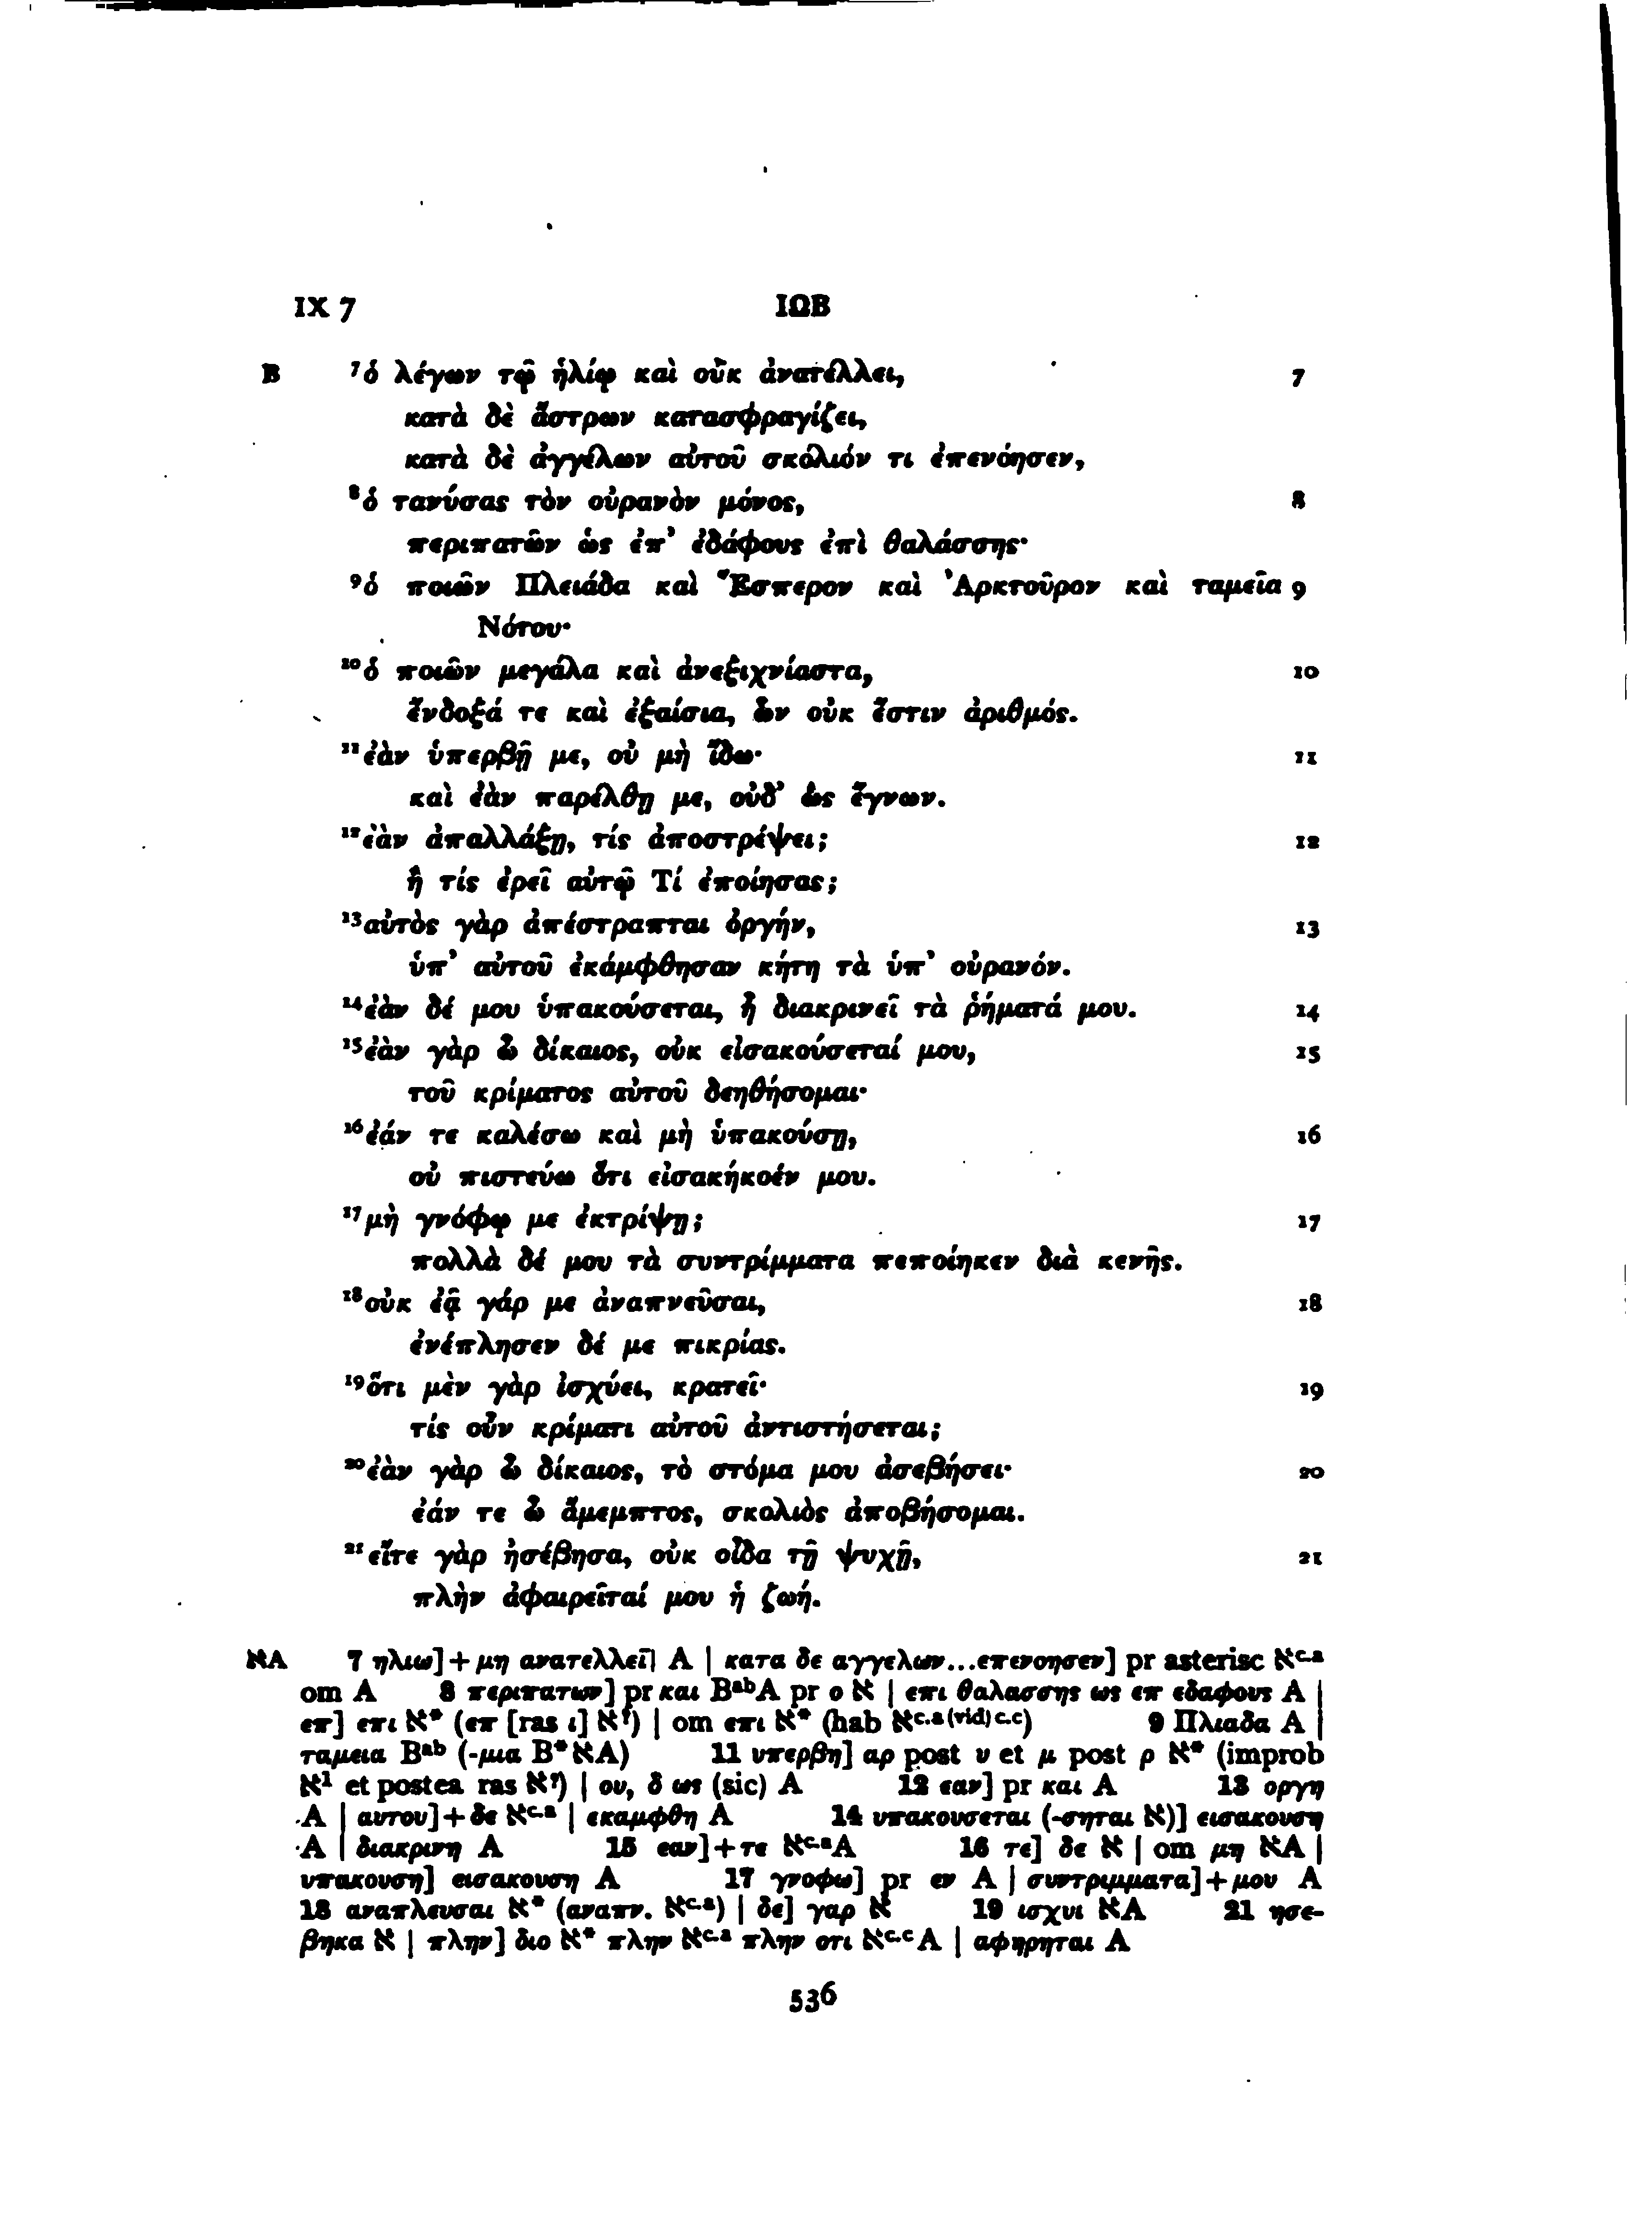 IX 7 ΙΩΒ
B ⁷ὁ λέγων τῷ ἡλίῳ καὶ οὐκ ἀνατέλλει, 7
κατὰ δὲ ἄστρων κατασφραγίζει,
κατὰ δὲ ἀγγέλων αὐτοῦ σκόλιόν τι ἐπενόησεν,
⁸ὁ τανύσας τὸν οὐρανὸν μόνος, 8
περιπατῶν ὡς ἐπ’ ἐδάφους ἐπὶ θαλάσσης·
⁹ὁ ποιῶν Πλειάδα καὶ Ἕσπερον καὶ Ἀρκτοῦρον καὶ ταμεῖα 9
Νότου·
¹⁰ὁ ποιῶν μεγάλα καὶ ἀνεξιχνίαστα, 10
ἔνδοξά τε καὶ ἐξαίσια, ὧν οὐκ ἔστιν ἀριθμός.
¹¹ἐὰν ὑπερβῇ με, οὐ μὴ ἴδω· 11
καὶ ἐὰν παρέλθῃ με, οὐδ’ ὡς ἔγνων.
¹²ἐὰν ἀπαλλάξῃ, τίς ἀποστρέψει; 12
ἢ τίς ἐρεῖ αὐτῷ Τί ἐποίησας;
¹³αὐτὸς γὰρ ἀπέστραπται ὀργήν, 13
ὑπ’ αὐτοῦ ἐκάμφθησαν κήτη τὰ ὑπ’ οὐρανόν.
¹⁴ἐὰν δέ μου ὑπακούσεται, ἢ διακρινεῖ τὰ ῥήματά μου. 14
¹⁵ἐὰν γὰρ ὦ δίκαιος, οὐκ εἰσακούσεταί μου, 15
τοῦ κρίματος αὐτοῦ δεηθήσομαι·
¹⁶ἐάν τε καλέσω καὶ μὴ ὑπακούσῃ, 16
οὐ πιστεύω ὅτι εἰσακήκοέν μου.
¹⁷μὴ γνόφῳ με ἐκτρίψῃ; 17
πολλὰ δέ μου τὰ συντρίμματα πεποίηκεν διὰ κενῆς.
¹⁸οὐκ ἐᾷ γάρ με ἀναπνεῦσαι, 18
ἐνέπλησεν δέ με πικρίας.
¹⁹ὅτι μὲν γὰρ ἰσχύει, κρατεῖ· 19
τίς οὖν κρίματι αὐτοῦ ἀντιστήσεται;
²⁰ἐὰν γὰρ ὦ δίκαιος, τὸ στόμα μου ἀσεβήσει· 20
ἐάν τε ὦ ἄμεμπτος, σκολιὸς ἀποβήσομαι.
²¹εἴτε γὰρ ἠσέβησα, οὐκ οἶδα τῇ ψυχῇ, 21
πλὴν ἀφαιρεῖταί μου ἡ ζωή.
אA 7 ηλιω]+μη ανατελλει̅| A | κατα δε αγγελων...επενοησεν] pr asterisc אc.a
om A 8 περιπατων] pr και Bab A pr ο א | επι θαλασσης ως επ εδαφους A |
επ] επι א* (επ [ras ι] א?) | om επι א* (hab אc.a (vid) c.c) 9 Πλιαδα A |
ταμεια Bab (-μια B*אA) 11 υπερβη] αρ post υ et μ post ρ א* (improb
א1 et postea ras א?) | ου, δ ως (sic) A 12 εαν] pr και A 13 οργη
A | αυτου]+δε אc.a | εκαμφθη A 14 υπακουσεται (-σηται א)] εισακουση
A | διακρινη A 15 εαν]+τε אc.a A 16 τε] δε א | om μη אA |
υπακουση] εισακουση A 17 γνοφω] pr εν A | συντριμματα]+μου A
18 αναπλευσαι א* (αναπν. אc.a) | δε] γαρ א 19 ισχυι אA 21 ησε-
βηκα א | πλην] διο א* πλην אc.a πλην οτι אc.c A | αφηρηται A
536